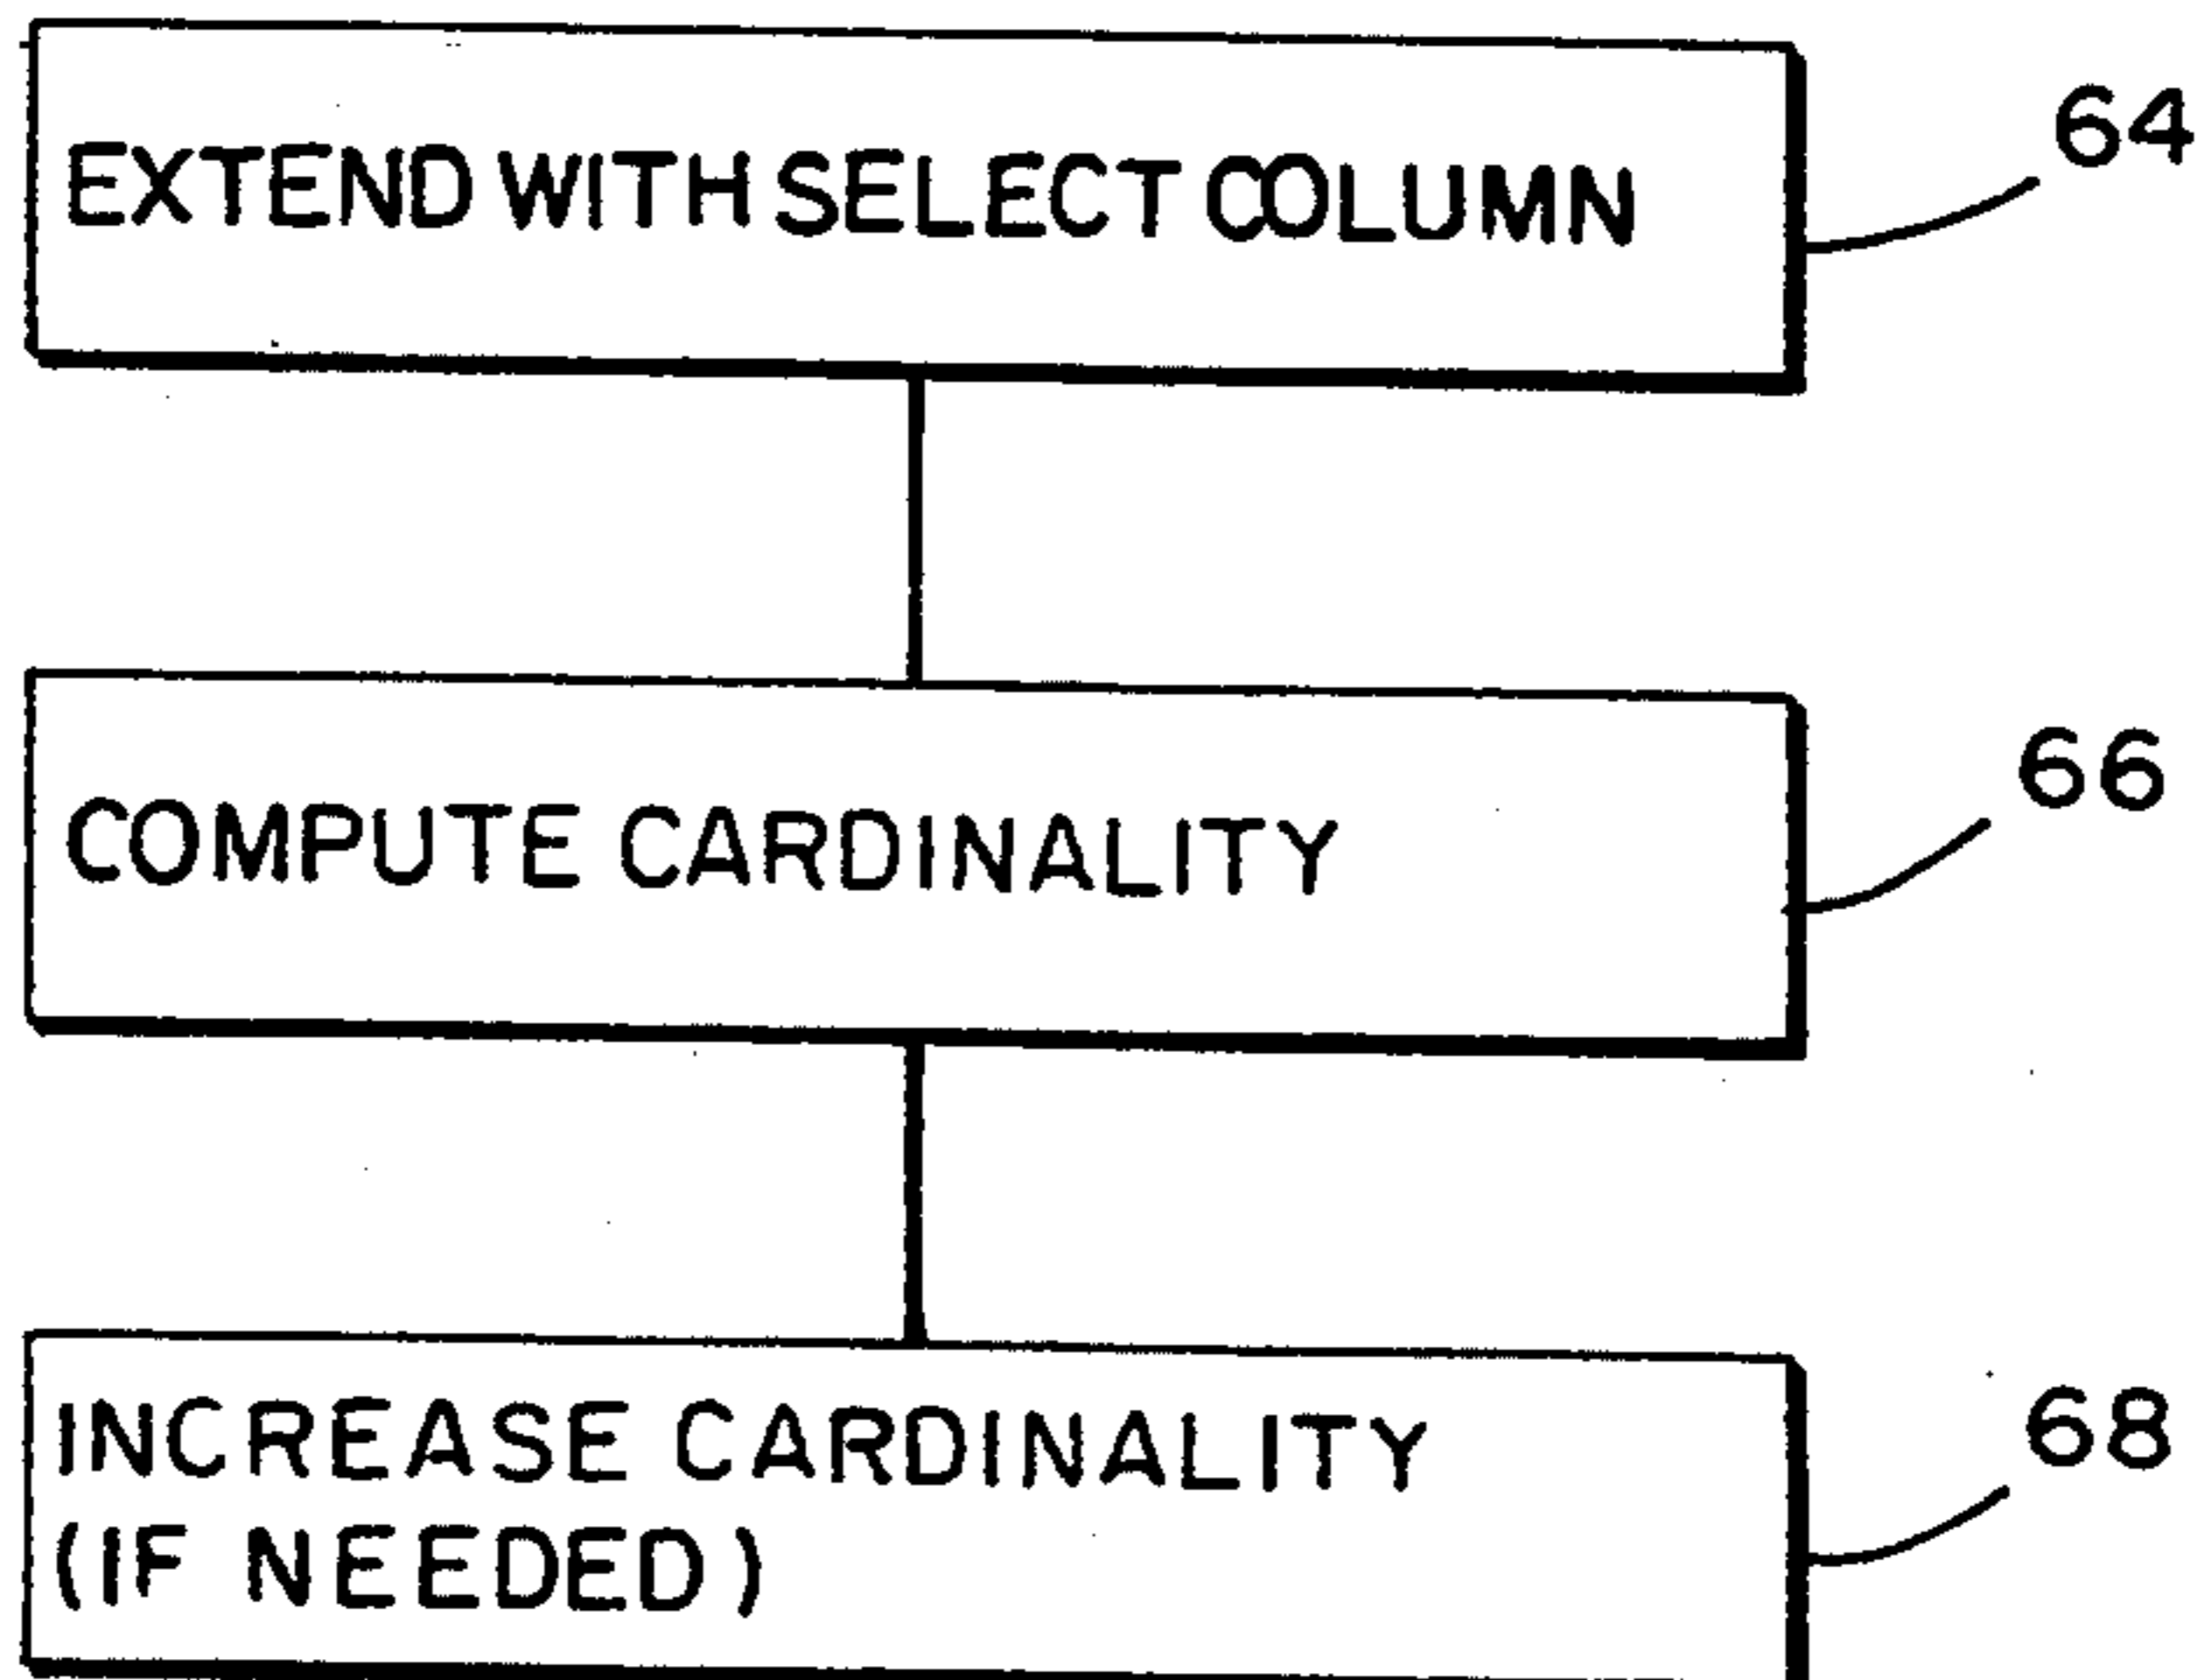 EXTEND WITH SELECT COLUMN
64
COMPUTE CARDINALITY
66
INCREASE CARDINALITY
(IF NEEDED)
68